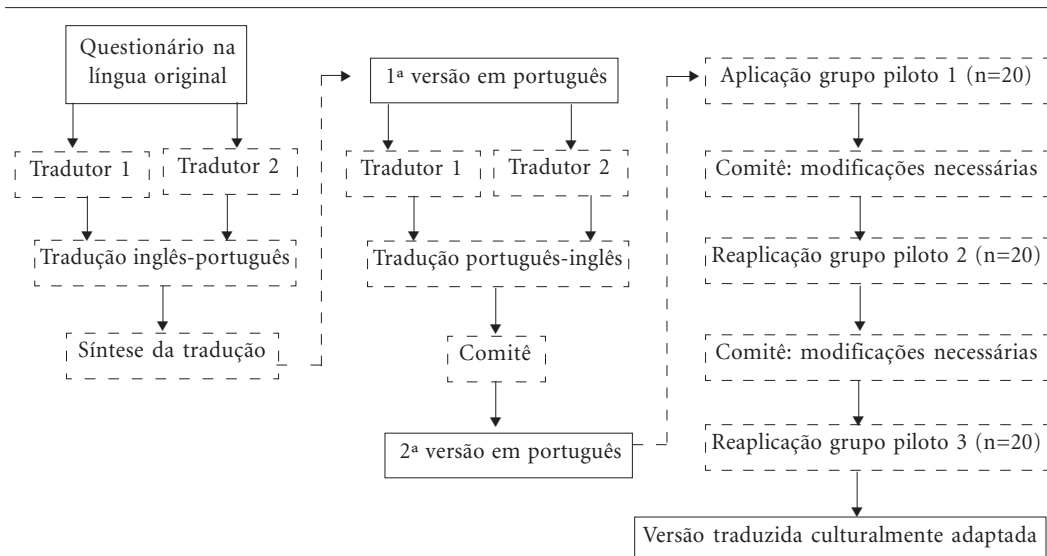 Questionário na
língua original
Tradutor 1
Tradutor 2
Tradução inglês-português
Síntese da tradução
1ª versão em português
Tradutor 1
Tradutor 2
Tradução português-inglês
Comitê
2ª versão em português
Aplicação grupo piloto 1 (n=20)
Comitê: modificações necessárias
Reaplicação grupo piloto 2 (n=20)
Comitê: modificações necessárias
Reaplicação grupo piloto 3 (n=20)
Versão traduzida culturalmente adaptada